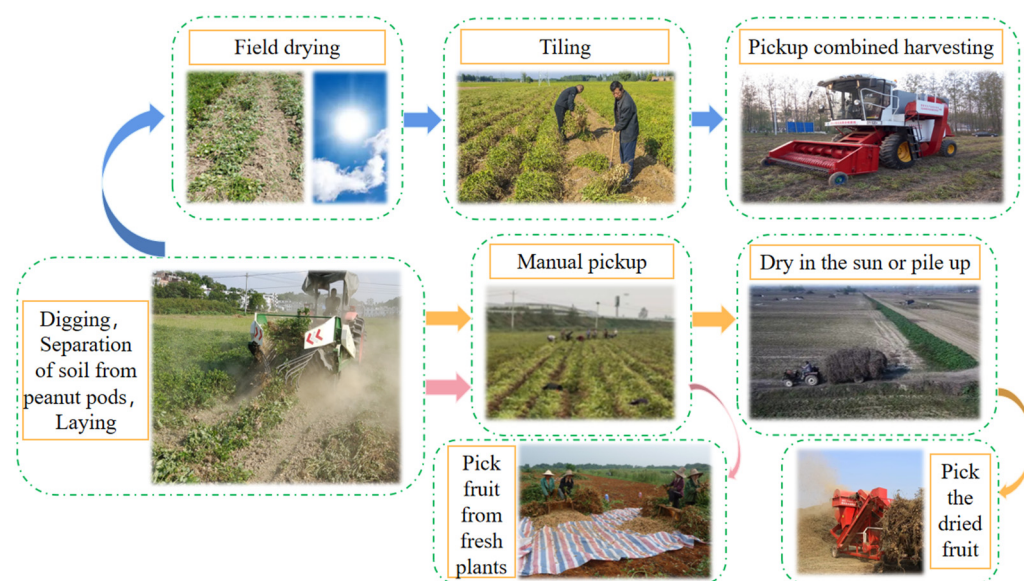 Field drying
Tiling
Pickup combined harvesting
Digging,
Separation
of soil from
peanut pods,
Laying
Manual pickup
Dry in the sun or pile up
Pick
fruit
from
fresh
plants
Pick
the
dried
fruit